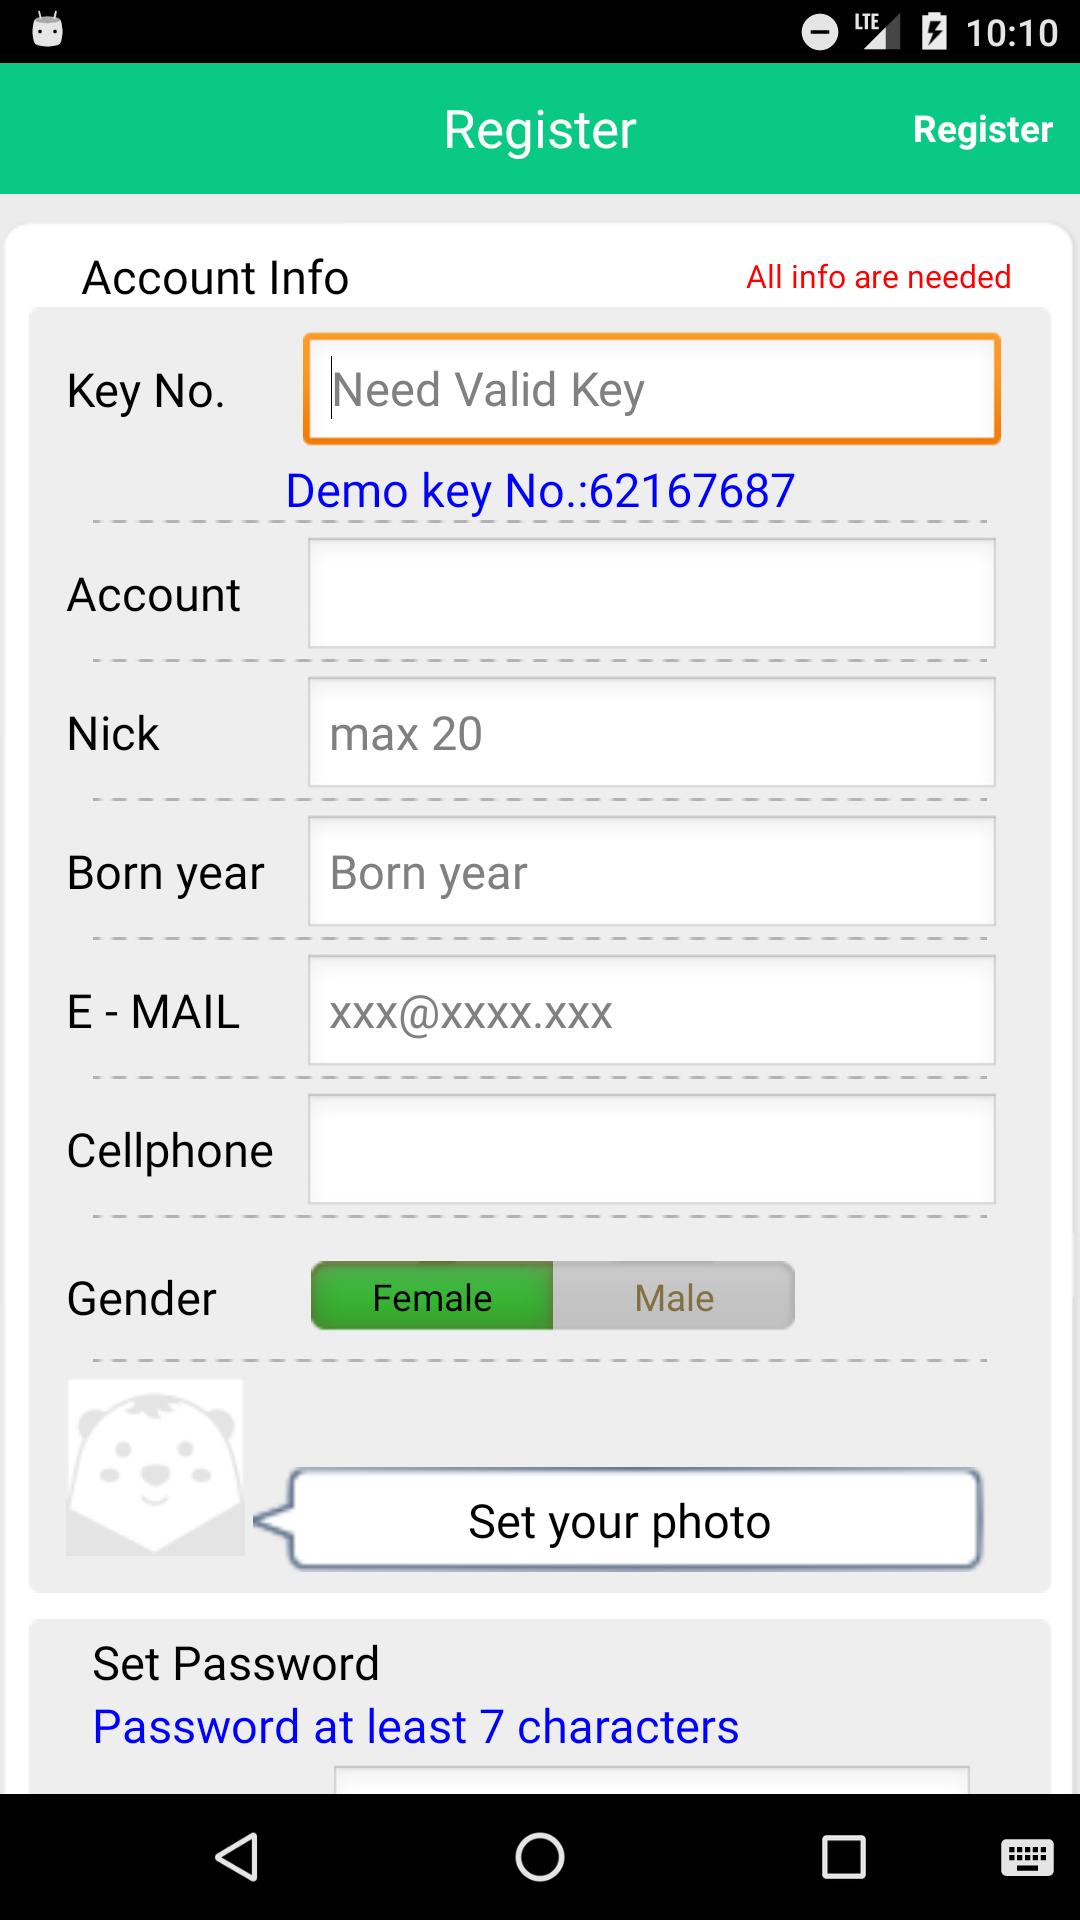 LTE 10:10
Register Register
Account Info All info are needed
Key No. Need Valid Key
Demo key No.:62167687
Account
Nick max 20
Born year Born year
E - MAIL xxx@xxxx.xxx
Cellphone
Gender Female Male
Set your photo
Set Password
Password at least 7 characters